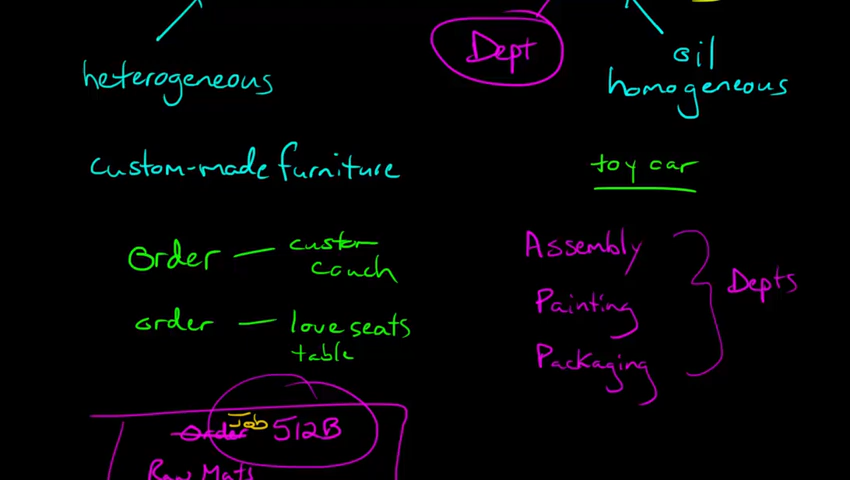 Dept
oil
heterogeneous
homogeneous
custom-made furniture
toy car
Order — custom
couch
order — love seats
table
Assembly
Painting
Packaging
Depts
Order Job 512B
Raw Mats